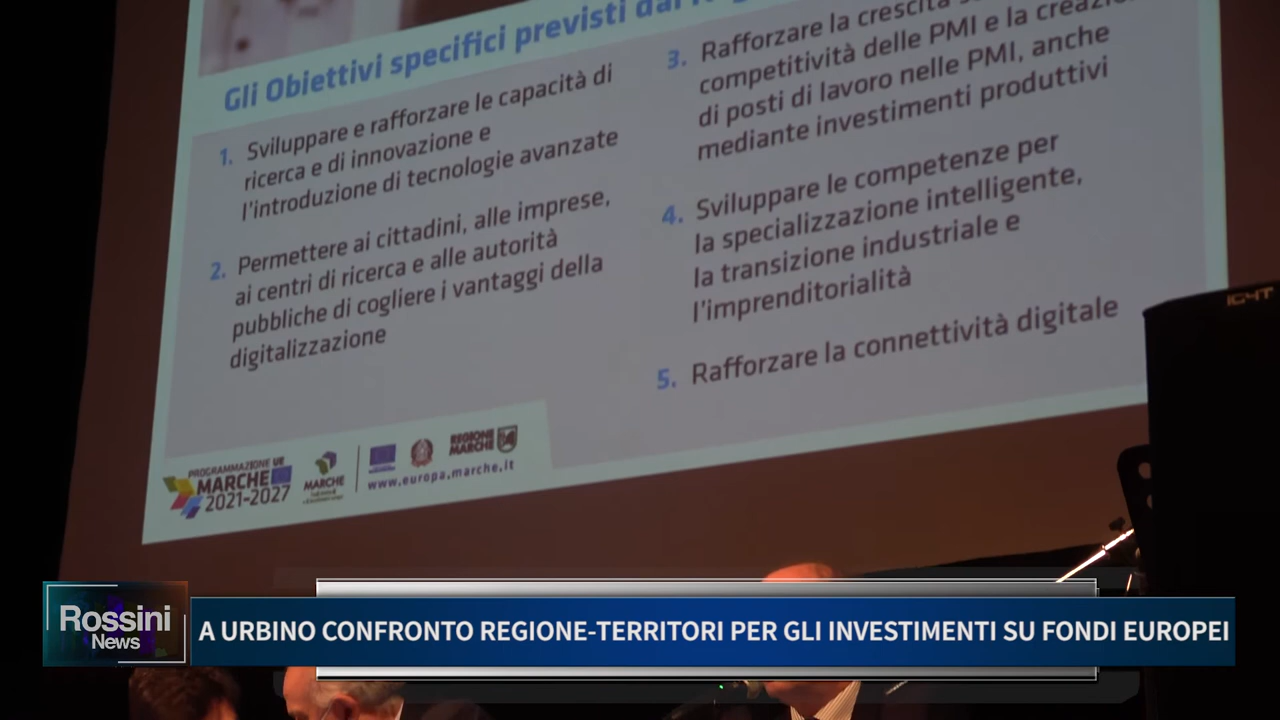 Gli Obiettivi specifici previsti dal
1. Sviluppare e rafforzare le capacità di
ricerca e di innovazione e
l'introduzione di tecnologie avanzate
2. Permettere ai cittadini, alle imprese,
ai centri di ricerca e alle autorità
pubbliche di cogliere i vantaggi della
digitalizzazione
3. Rafforzare la crescita
competitività delle PMI e la
di posti di lavoro nelle PMI, anche
mediante investimenti produttivi
4. Sviluppare le competenze per
la specializzazione intelligente,
la transizione industriale e
l'imprenditorialità
5. Rafforzare la connettività digitale
PROGRAMMAZIONE UE
MARCHE
2021-2027
MARCHE
REGIONE
MARCHE
www.europa.marche.it
Rossini
News
A URBINO CONFRONTO REGIONE-TERRITORI PER GLI INVESTIMENTI SU FONDI EUROPEI